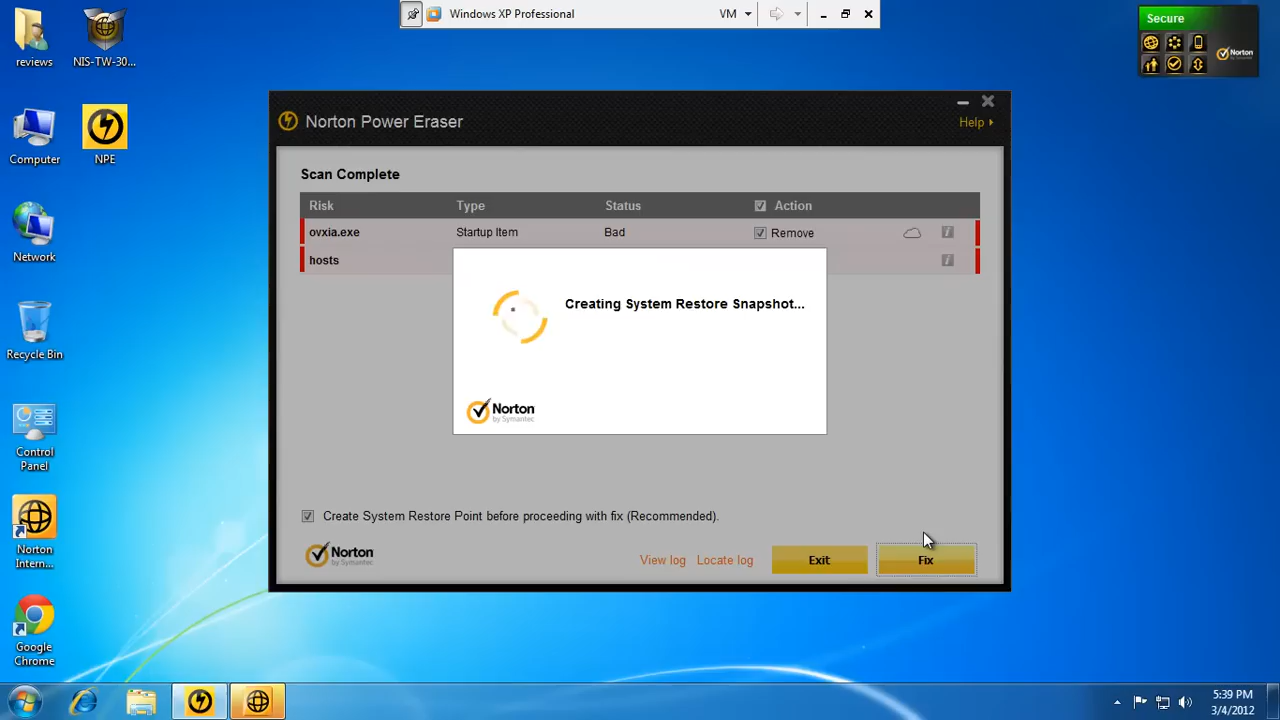 Windows XP Professional
VM
Secure
Norton
reviews
NIS-TW-30...
Computer
NPE
Network
Recycle Bin
Control
Panel
Norton
Intern...
Google
Chrome
Norton Power Eraser
Help
Scan Complete
Risk Type Status Action
ovxia.exe Startup Item Bad Remove
hosts
Creating System Restore Snapshot...
Norton
by Symantec
Create System Restore Point before proceeding with fix (Recommended).
Norton
by Symantec
View log Locate log Exit Fix
5:39 PM
3/4/2012